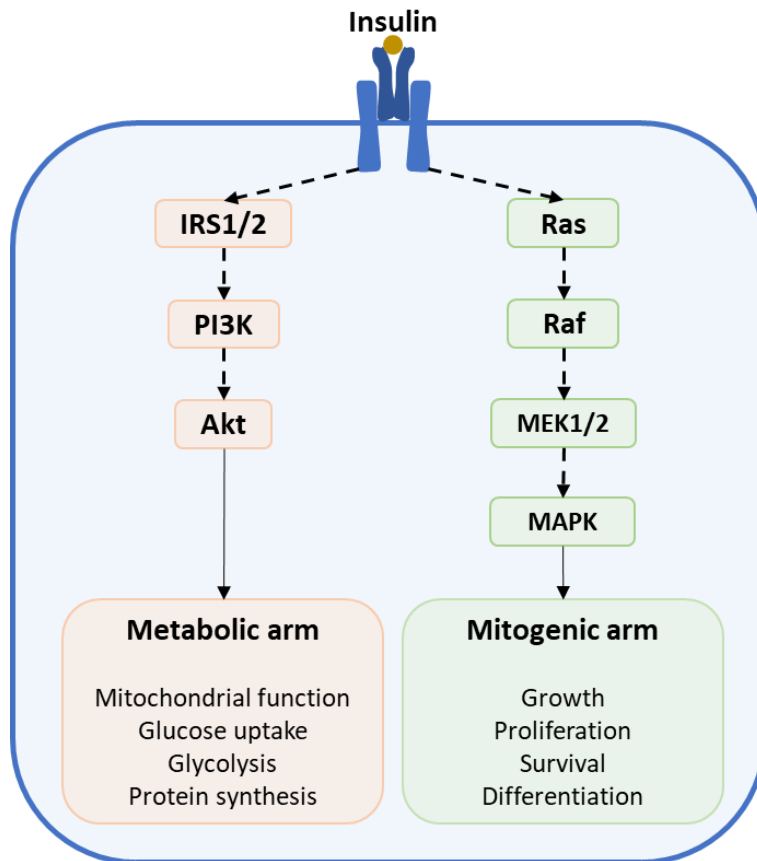 Insulin
IRS1/2
PI3K
Akt
Metabolic arm
Mitochondrial function
Glucose uptake
Glycolysis
Protein synthesis
Ras
Raf
MEK1/2
MAPK
Mitogenic arm
Growth
Proliferation
Survival
Differentiation